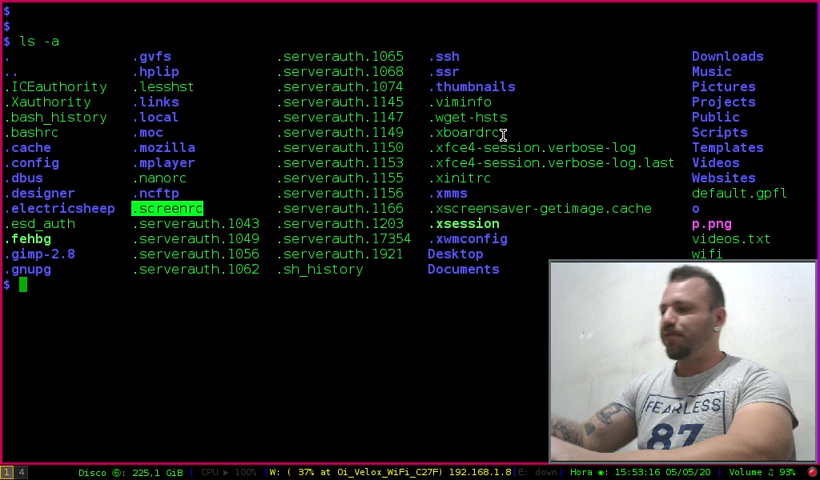 $
$
$ ls -a
. .gvfs .serverauth.1065 .ssh Downloads
.. .hplip .serverauth.1068 .ssr Music
.ICEauthority .lesshst .serverauth.1074 .thumbnails Pictures
.Xauthority .links .serverauth.1145 .viminfo Projects
.bash_history .local .serverauth.1147 .wget-hsts Public
.bashrc .moc .serverauth.1149 .xboardrc Scripts
.cache .mozilla .serverauth.1150 .xfce4-session.verbose-log Templates
.config .mplayer .serverauth.1153 .xfce4-session.verbose-log.last Videos
.dbus .nanorc .serverauth.1155 .xinitrc Websites
.designer .ncftp .serverauth.1156 .xmms default.gpfl
.electricsheep .screenrc .serverauth.1166 .xscreensaver-getimage.cache o
.esd_auth .serverauth.1043 .serverauth.1203 .xsession p.png
.fehbg .serverauth.1049 .serverauth.17354 .xwmconfig videos.txt
.gimp-2.8 .serverauth.1056 .serverauth.1921 Desktop wifi
.gnupg .serverauth.1062 .sh_history Documents
$
FEARLESS
87
1 4 Disco 225,1 GiB CPU ▶ 100% W: ( 37% at Oi_Velox_WiFi_C27F) 192.168.1.8 E: down Hora 15:53:16 05/05/20 Volume ♫ 93%